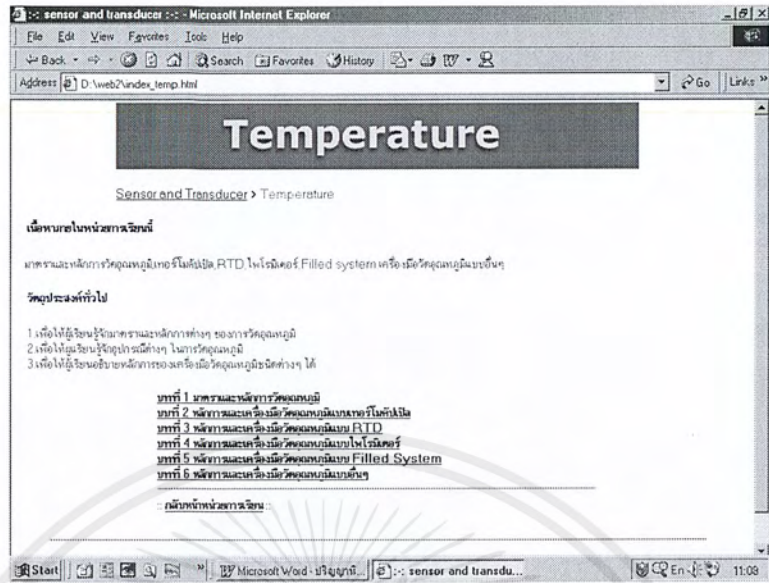 :-: sensor and transducer :-: - Microsoft Internet Explorer
File Edit View Favorites Tools Help
Back Search Favorites History
Address D:\web2\index_temp.html Go Links »
Temperature
Sensor and Transducer > Temperature
เนื้อหาภายในหน่วยการเรียนนี้
มาตราและหลักการวัดอุณหภูมิ,เทอร์โมคัปเปิล,RTD,ไพโรมิเตอร์,Filled system เครื่องมือวัดอุณหภูมิแบบอื่นๆ
วัตถุประสงค์ทั่วไป
1.เพื่อให้ผู้เรียนรู้จักมาตราและหลักการต่างๆ ของการวัดอุณหภูมิ
2.เพื่อให้ผู้เรียนรู้จักอุปกรณ์ต่างๆ ในการวัดอุณหภูมิ
3.เพื่อให้ผู้เรียนอธิบายหลักการของเครื่องมือวัดอุณหภูมิชนิดต่างๆ ได้
บทที่ 1 มาตราและหลักการวัดอุณหภูมิ
บทที่ 2 หลักการและเครื่องมือวัดอุณหภูมิแบบเทอร์โมคัปเปิล
บทที่ 3 หลักการและเครื่องมือวัดอุณหภูมิแบบ RTD
บทที่ 4 หลักการและเครื่องมือวัดอุณหภูมิแบบไพโรมิเตอร์
บทที่ 5 หลักการและเครื่องมือวัดอุณหภูมิแบบ Filled System
บทที่ 6 หลักการและเครื่องมือวัดอุณหภูมิแบบอื่นๆ
:: กลับหน้าหน่วยการเรียน ::
Start » Microsoft Word - ปริญญานิ... :-: sensor and transdu... En 11:08